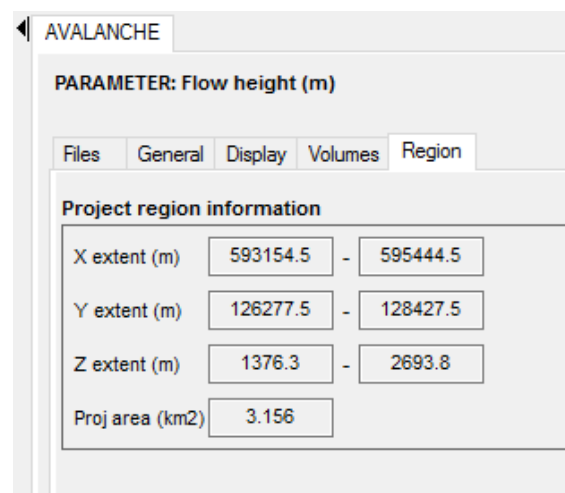 AVALANCHE
PARAMETER: Flow height (m)
Files General Display Volumes Region
Project region information
X extent (m) 593154.5 - 595444.5
Y extent (m) 126277.5 - 128427.5
Z extent (m) 1376.3 - 2693.8
Proj area (km2) 3.156